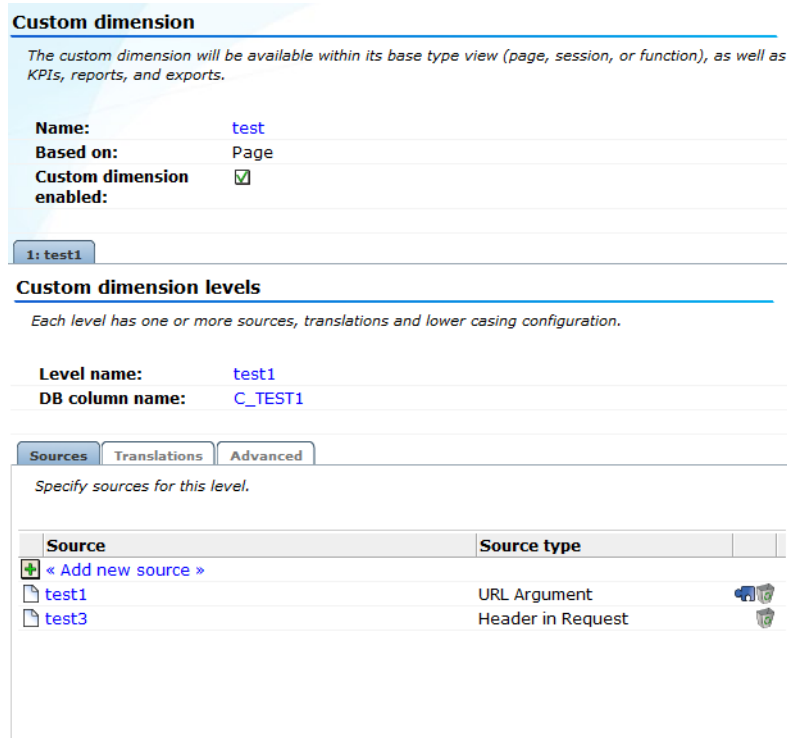 Custom dimension
The custom dimension will be available within its base type view (page, session, or function), as well as
KPIs, reports, and exports.
Name: test
Based on: Page
Custom dimension
enabled:
1: test1
Custom dimension levels
Each level has one or more sources, translations and lower casing configuration.
Level name: test1
DB column name: C_TEST1
Sources Translations Advanced
Specify sources for this level.
Source Source type
« Add new source »
test1 URL Argument
test3 Header in Request